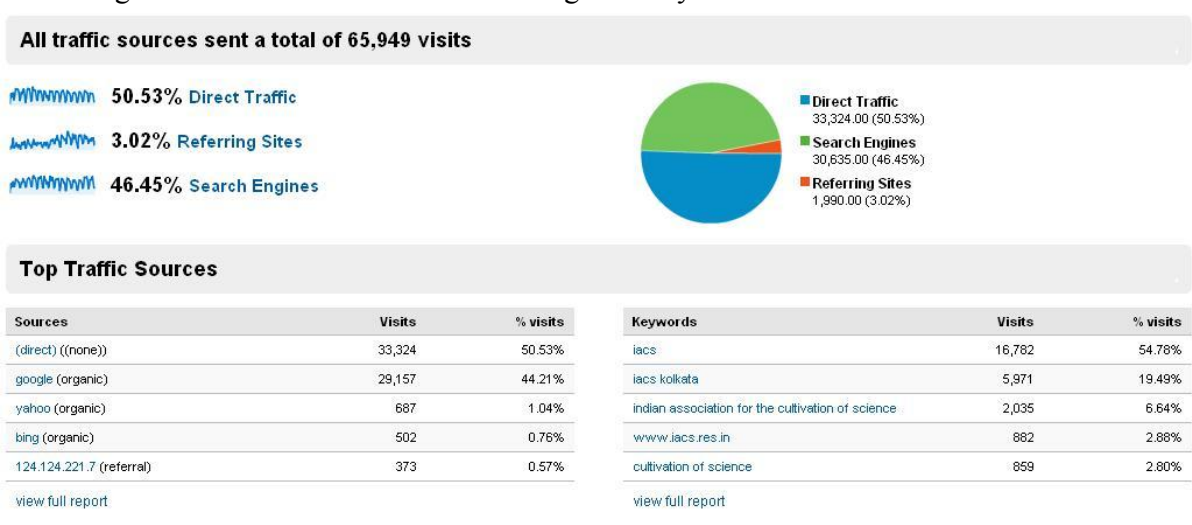 All traffic sources sent a total of 65,949 visits
50.53% Direct Traffic
3.02% Referring Sites
46.45% Search Engines
Direct Traffic
33,324.00 (50.53%)
Search Engines
30,635.00 (46.45%)
Referring Sites
1,990.00 (3.02%)
Top Traffic Sources
Sources Visits % visits
(direct) ((none)) 33,324 50.53%
google (organic) 29,157 44.21%
yahoo (organic) 687 1.04%
bing (organic) 502 0.76%
124.124.221.7 (referral) 373 0.57%
view full report
Keywords Visits % visits
iacs 16,782 54.78%
iacs kolkata 5,971 19.49%
indian association for the cultivation of science 2,035 6.64%
www.iacs.res.in 882 2.88%
cultivation of science 859 2.80%
view full report